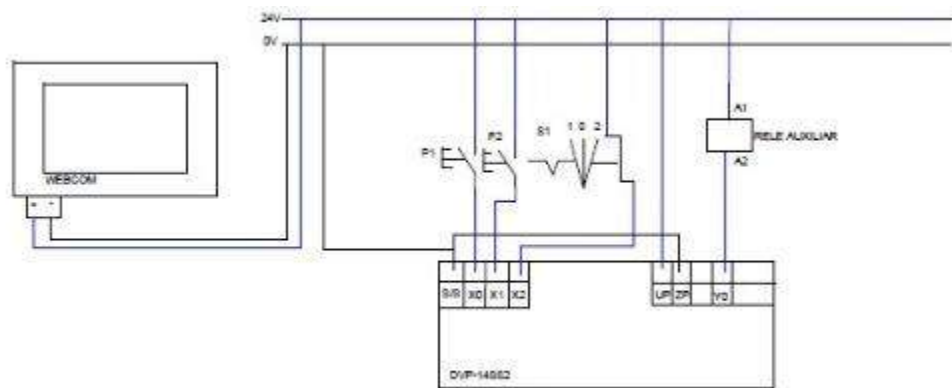 24V
0V
WEBCOM
+ -
P1
P2
S1
1 0 2
A1
RELE AUXILIAR
A2
S/S X0 X1 X2
UP ZP Y0
DVP-14SS2